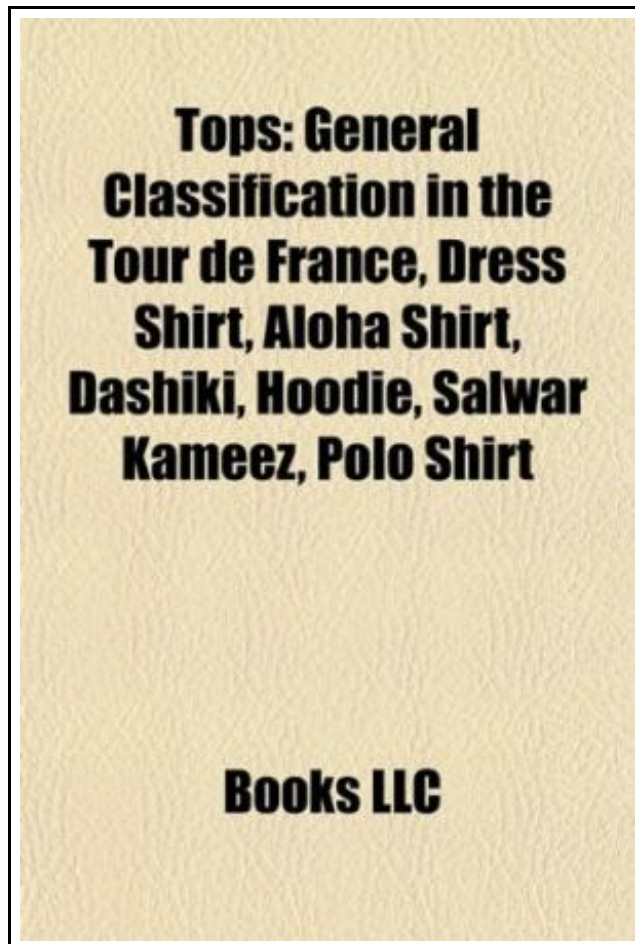 Tops: General
Classification in the
Tour de France, Dress
Shirt, Aloha Shirt,
Dashiki, Hoodie, Salwar
Kameez, Polo Shirt
Books LLC